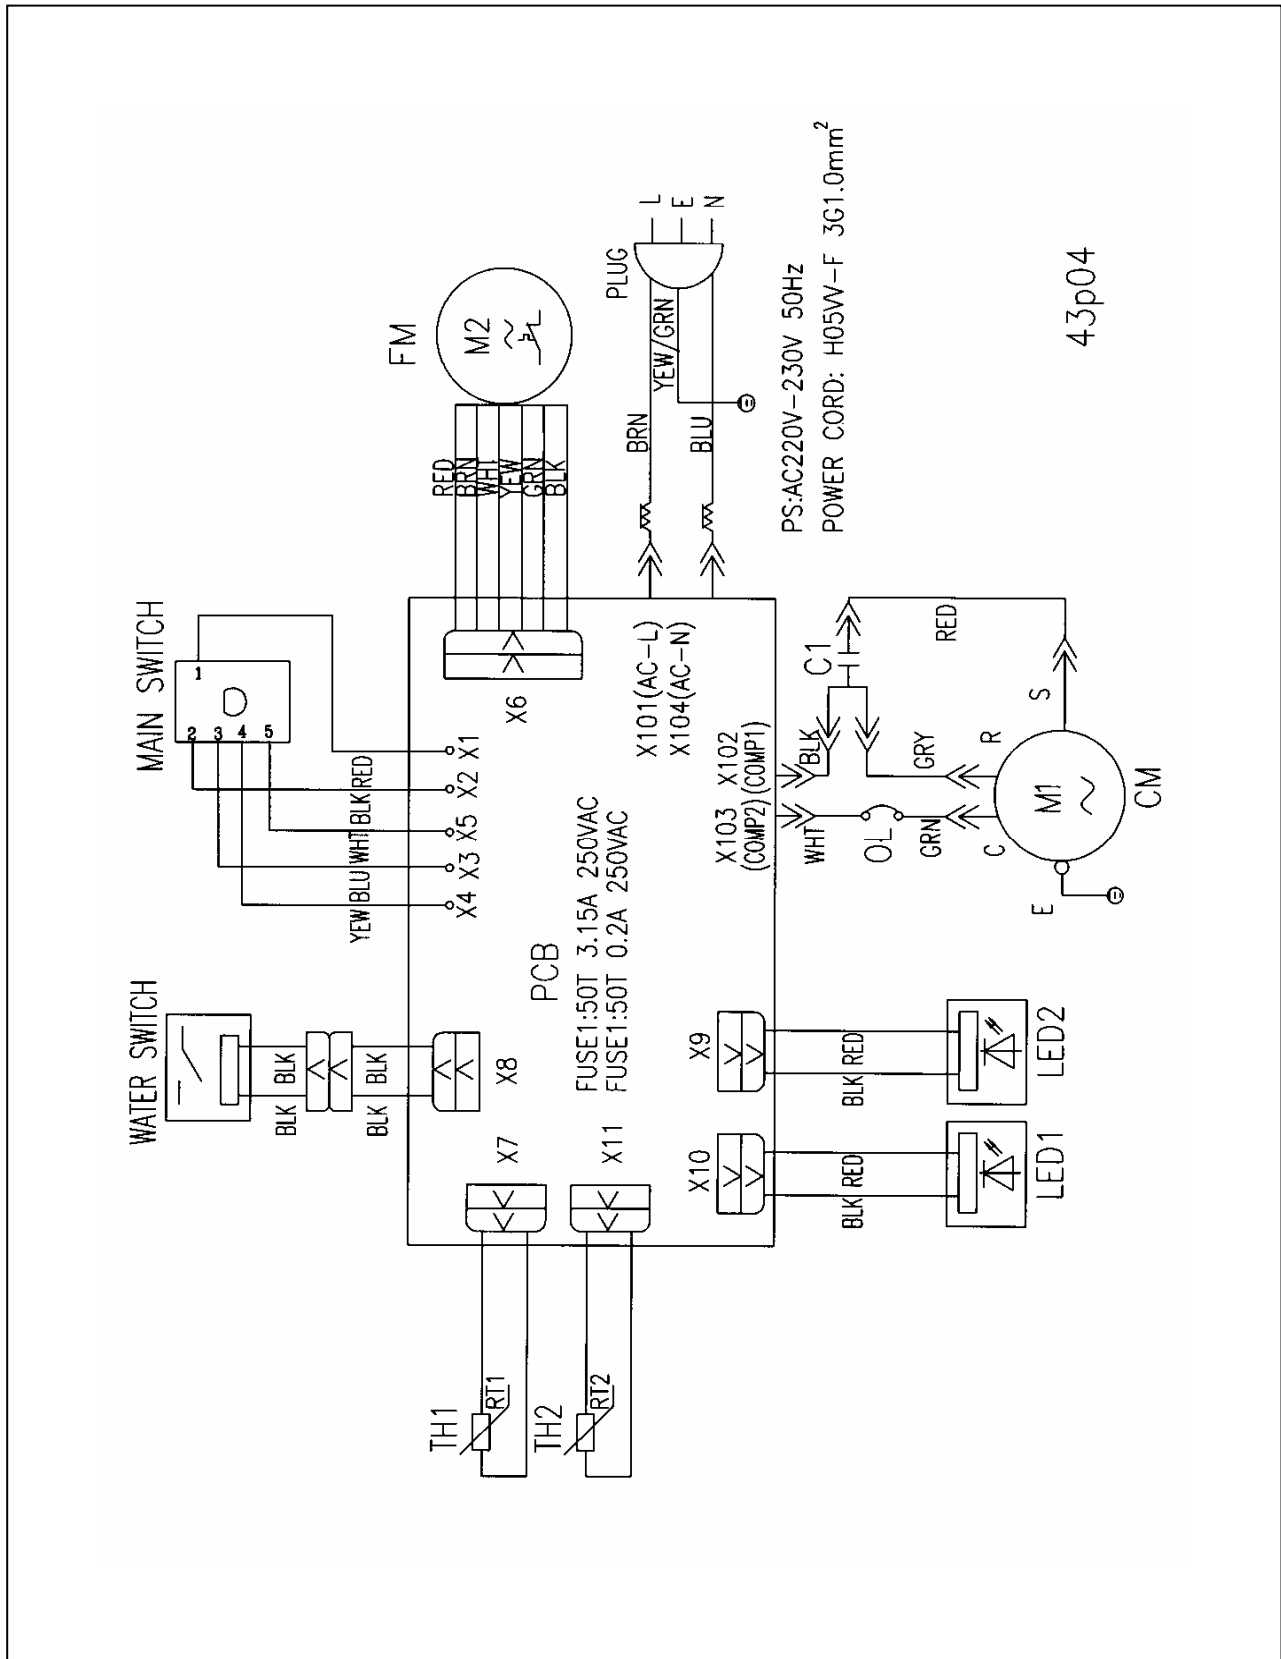 WATER SWITCH
MAIN SWITCH
1
2
3
4
5
BLK BLK
BLK BLK
YEW BLU WHT BLK RED
X4 X3 X5 X2 X1
FM
M2
RED
BRN
WHT
YEW
GRN
BLK
TH1
RT1
X7
X8
X6
TH2
RT2
X11
PCB
FUSE1:50T 3.15A 250VAC
FUSE1:50T 0.2A 250VAC
X101(AC-L)
X104(AC-N)
PLUG
BRN
YEW/GRN
BLU
L
E
N
X10
X9
X103
(COMP2)
X102
(COMP1)
PS:AC220V-230V 50Hz
POWER CORD: H05VV-F 3G1.0mm²
BLK RED
BLK RED
WHT
BLK
C1
OL
GRN
GRY
RED
C
R
S
E
M1
CM
LED1
LED2
43p04